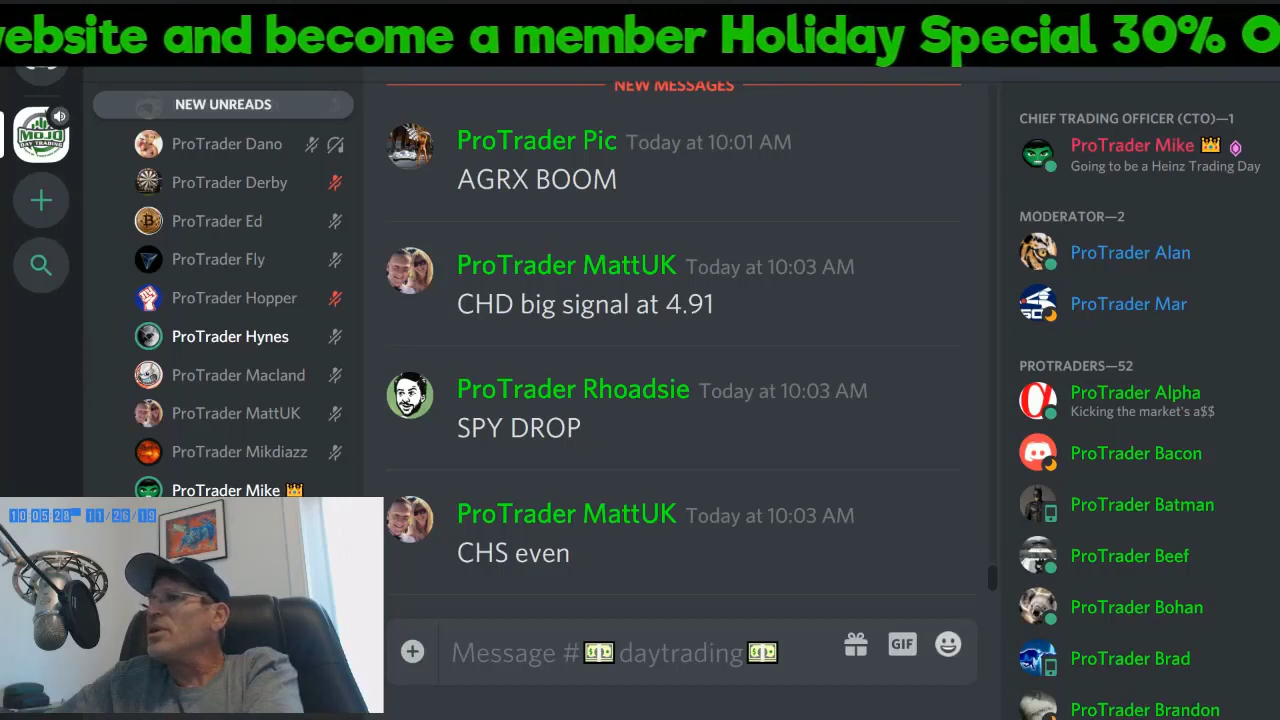 website and become a member Holiday Special 30% O
NEW UNREADS
MOJO
DAY TRADING
ProTrader Dano
ProTrader Derby
ProTrader Ed
ProTrader Fly
ProTrader Hopper
ProTrader Hynes
ProTrader Macland
ProTrader MattUK
ProTrader Mikdiazz
ProTrader Mike
10:05:28 11/26/19
NEW MESSAGES
ProTrader Pic Today at 10:01 AM
AGRX BOOM
ProTrader MattUK Today at 10:03 AM
CHD big signal at 4.91
ProTrader Rhoadsie Today at 10:03 AM
SPY DROP
ProTrader MattUK Today at 10:03 AM
CHS even
Message #💵daytrading💵
GIF
CHIEF TRADING OFFICER (CTO)—1
ProTrader Mike
Going to be a Heinz Trading Day
MODERATOR—2
ProTrader Alan
ProTrader Mar
PROTRADERS—52
ProTrader Alpha
Kicking the market's a$$
ProTrader Bacon
ProTrader Batman
ProTrader Beef
ProTrader Bohan
ProTrader Brad
ProTrader Brandon